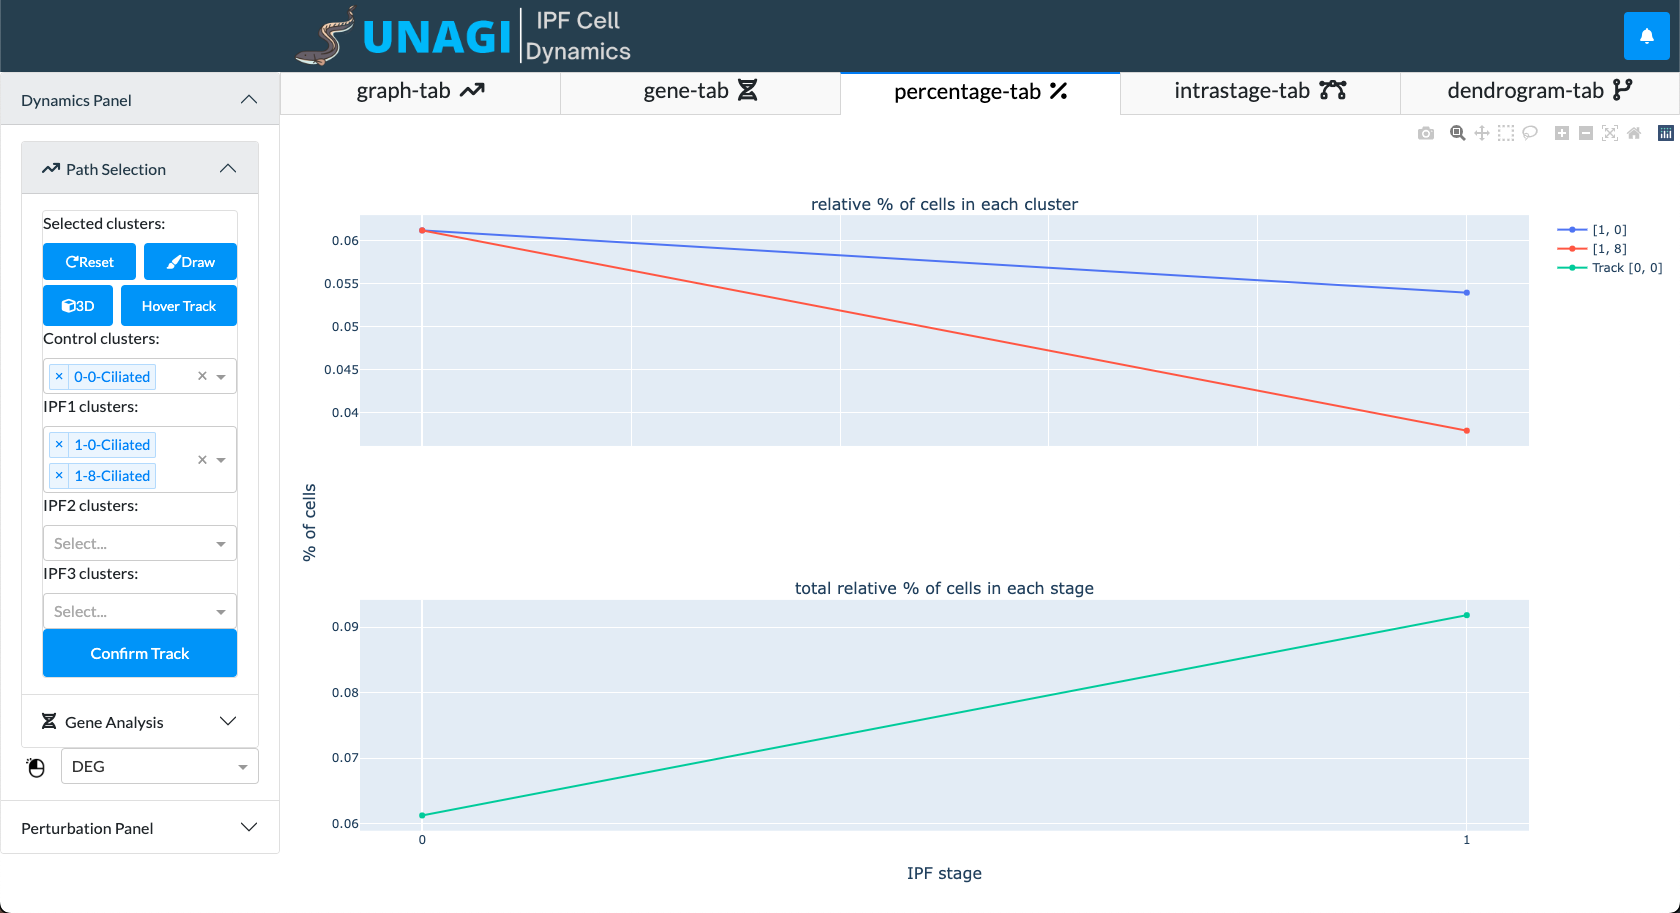 UNAGI
IPF Cell
Dynamics
Dynamics Panel
graph-tab
gene-tab
percentage-tab
intrastage-tab
dendrogram-tab
Path Selection
Selected clusters:
Reset
Draw
3D
Hover Track
Control clusters:
× 0-0-Ciliated ×
IPF1 clusters:
× 1-0-Ciliated
× 1-8-Ciliated
×
IPF2 clusters:
Select...
IPF3 clusters:
Select...
Confirm Track
Gene Analysis
DEG
Perturbation Panel
relative % of cells in each cluster
0.06
0.055
0.05
0.045
0.04
[1, 0]
[1, 8]
Track [0, 0]
% of cells
total relative % of cells in each stage
0.09
0.08
0.07
0.06
0
1
IPF stage